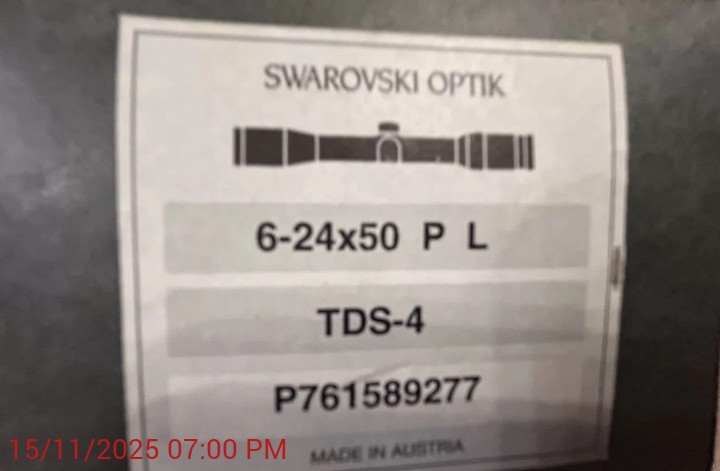 SWAROVSKI OPTIK
6-24x50 P L
TDS-4
P761589277
MADE IN AUSTRIA
15/11/2025 07:00 PM